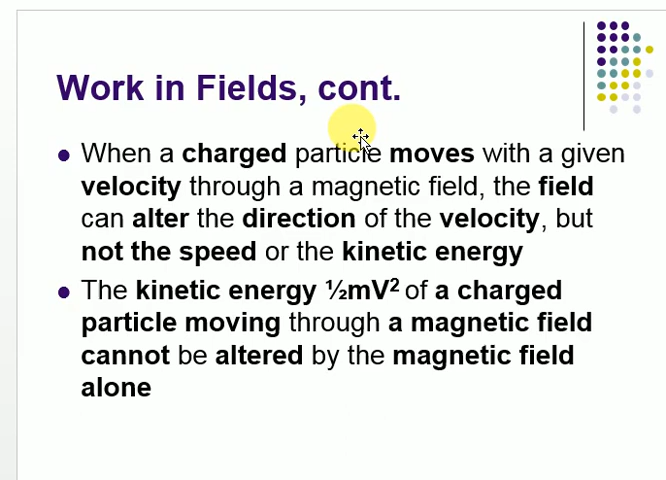 Work in Fields, cont.
● When a charged particle moves with a given
velocity through a magnetic field, the field
can alter the direction of the velocity, but
not the speed or the kinetic energy
● The kinetic energy ½mV² of a charged
particle moving through a magnetic field
cannot be altered by the magnetic field
alone